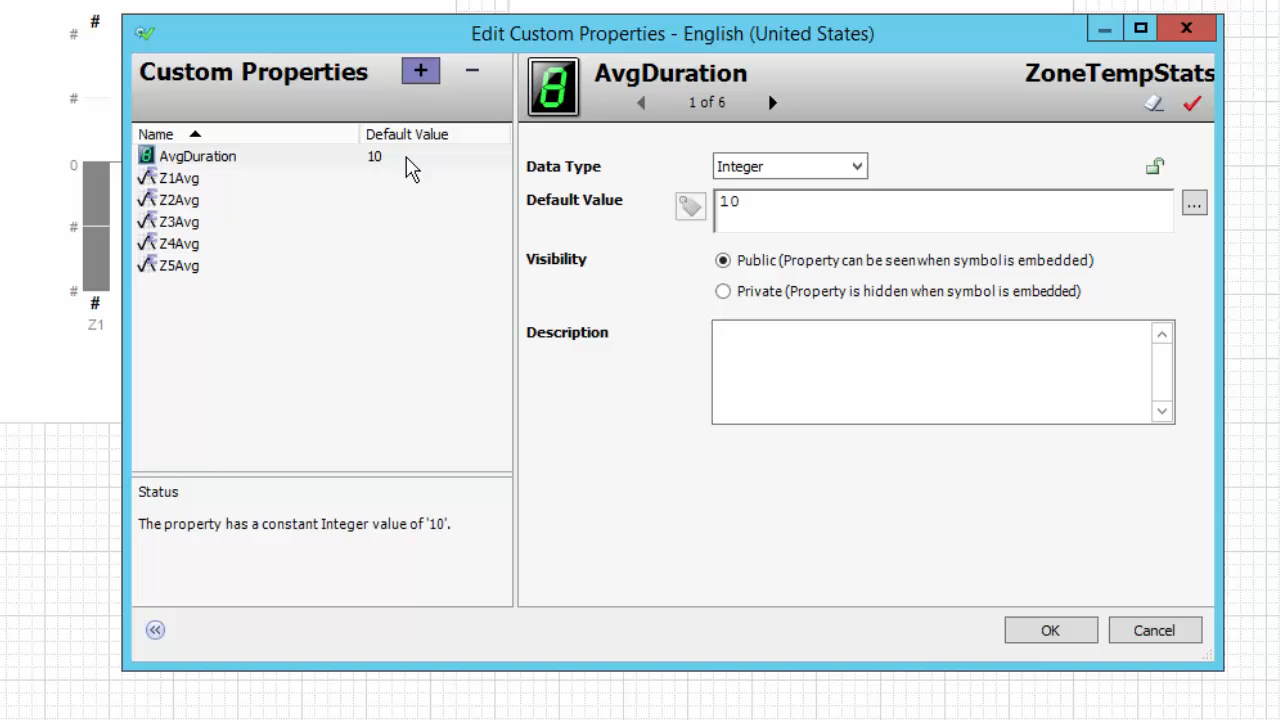 #
#
#
0
#
#
#
Z1
Edit Custom Properties - English (United States)
Custom Properties
+
−
Name
Default Value
AvgDuration
10
Z1Avg
Z2Avg
Z3Avg
Z4Avg
Z5Avg
Status
The property has a constant Integer value of '10'.
AvgDuration
ZoneTempStats
1 of 6
Data Type
Integer
Default Value
10
...
Visibility
Public (Property can be seen when symbol is embedded)
Private (Property is hidden when symbol is embedded)
Description
OK
Cancel